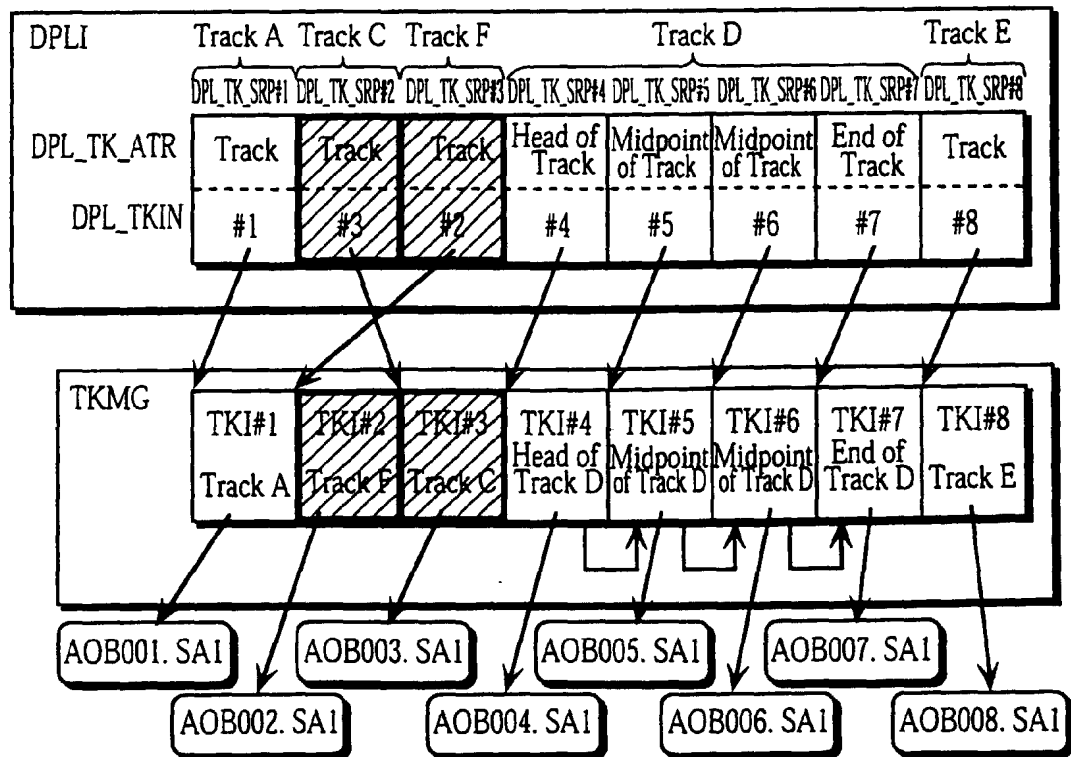 DPLI
Track A Track C Track F Track D Track E
DPL_TK_SRP#1 DPL_TK_SRP#2 DPL_TK_SRP#3 DPL_TK_SRP#4 DPL_TK_SRP#5 DPL_TK_SRP#6 DPL_TK_SRP#7 DPL_TK_SRP#8
DPL_TK_ATR
Track Track Track Head of Track Midpoint of Track Midpoint of Track End of Track Track
DPL_TKIN
#1 #3 #2 #4 #5 #6 #7 #8
TKMG
TKI#1 TKI#2 TKI#3 TKI#4 TKI#5 TKI#6 TKI#7 TKI#8
Track A Track F Track C Head of Track D Midpoint of Track D Midpoint of Track D End of Track D Track E
AOB001. SA1 AOB003. SA1 AOB005. SA1 AOB007. SA1
AOB002. SA1 AOB004. SA1 AOB006. SA1 AOB008. SA1